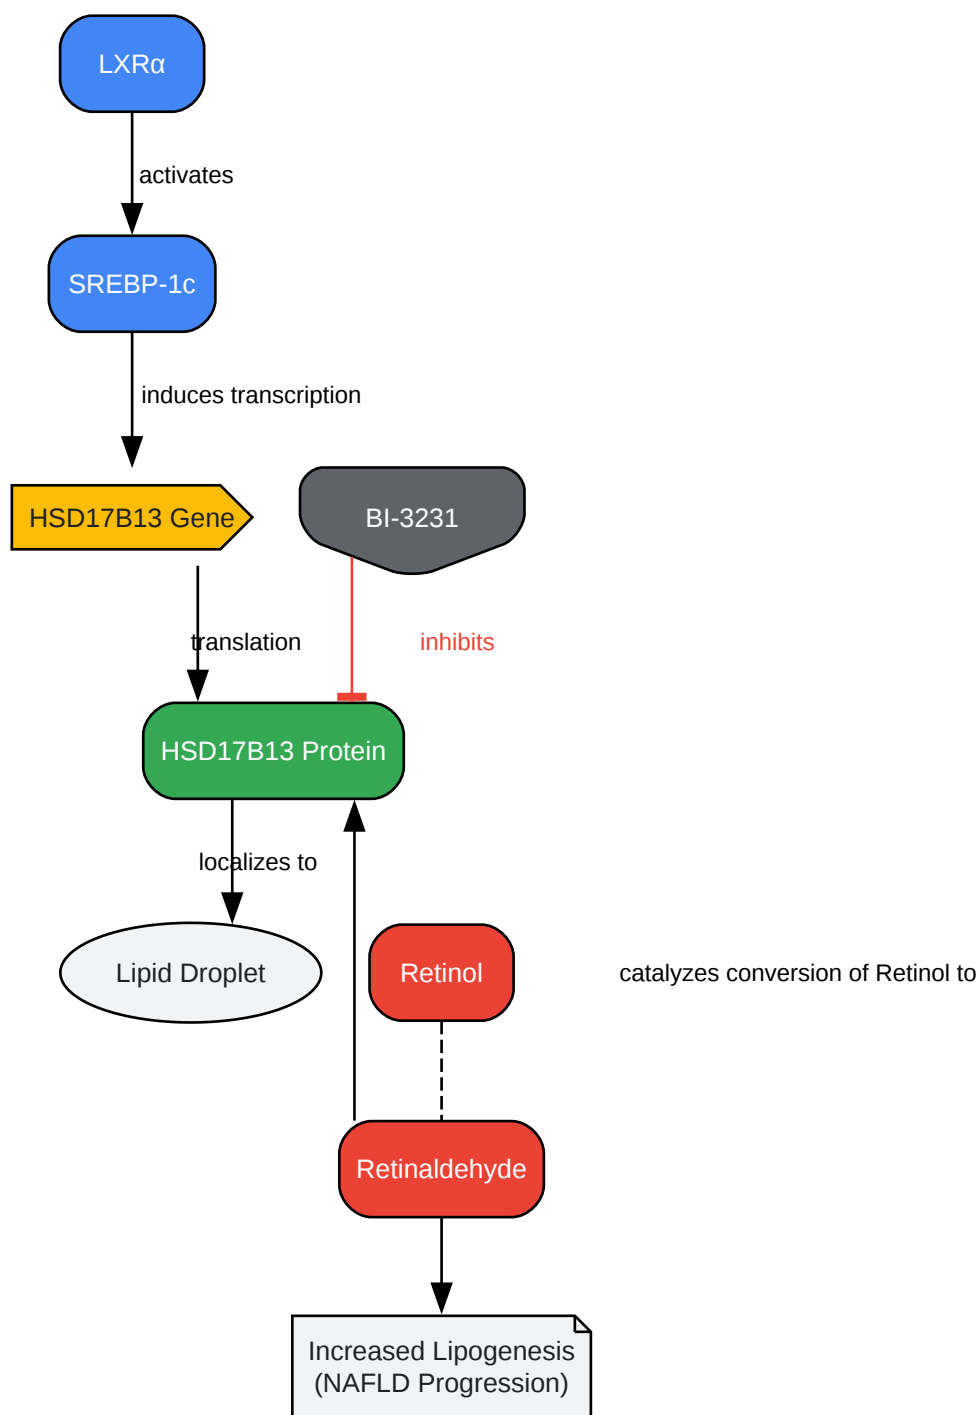 LXRα
activates
SREBP-1c
induces transcription
HSD17B13 Gene
BI-3231
translation
inhibits
HSD17B13 Protein
localizes to
Lipid Droplet
Retinol
catalyzes conversion of Retinol to
Retinaldehyde
Increased Lipogenesis
(NAFLD Progression)